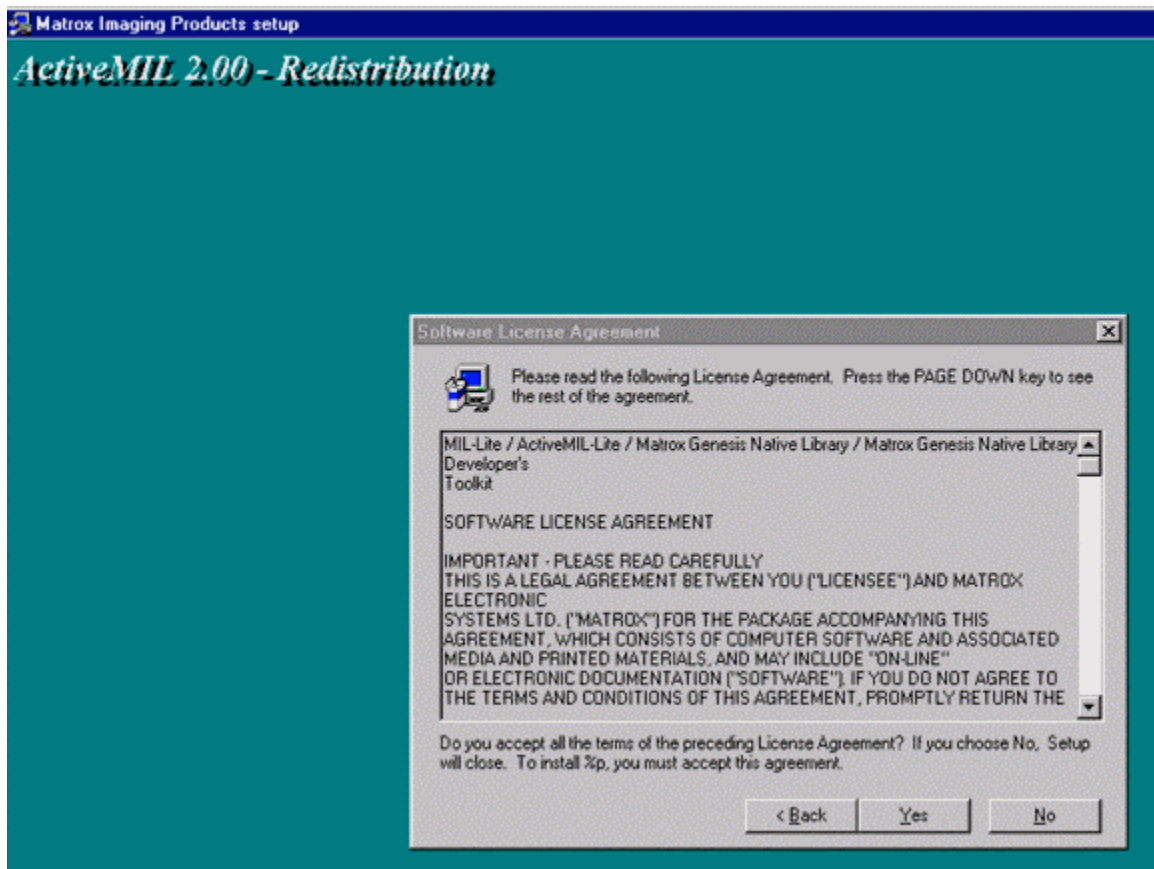 Matrox Imaging Products setup
ActiveMIL 2.00 - Redistribution
Software License Agreement
Please read the following License Agreement. Press the PAGE DOWN key to see
the rest of the agreement.
MIL-Lite / ActiveMIL-Lite / Matrox Genesis Native Library / Matrox Genesis Native Library
Developer's
Toolkit
SOFTWARE LICENSE AGREEMENT
IMPORTANT - PLEASE READ CAREFULLY
THIS IS A LEGAL AGREEMENT BETWEEN YOU ("LICENSEE") AND MATROX
ELECTRONIC
SYSTEMS LTD. ("MATROX") FOR THE PACKAGE ACCOMPANYING THIS
AGREEMENT, WHICH CONSISTS OF COMPUTER SOFTWARE AND ASSOCIATED
MEDIA AND PRINTED MATERIALS, AND MAY INCLUDE "ON-LINE"
OR ELECTRONIC DOCUMENTATION ("SOFTWARE"). IF YOU DO NOT AGREE TO
THE TERMS AND CONDITIONS OF THIS AGREEMENT, PROMPTLY RETURN THE
Do you accept all the terms of the preceding License Agreement? If you choose No, Setup
will close. To install %p, you must accept this agreement.
< Back
Yes
No